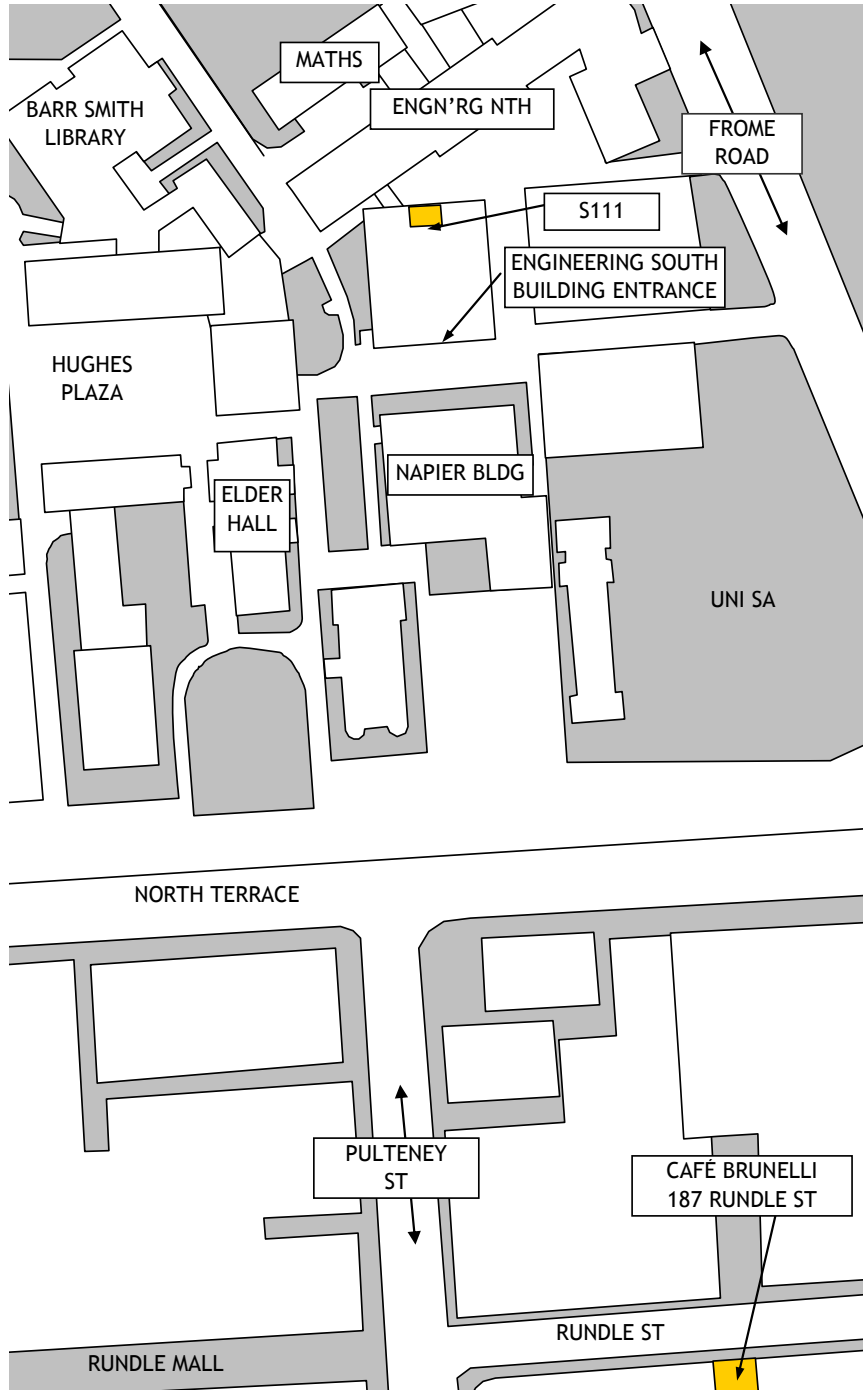 MATHS
BARR SMITH
LIBRARY
ENGN'RG NTH
FROME
ROAD
S111
ENGINEERING SOUTH
BUILDING ENTRANCE
HUGHES
PLAZA
NAPIER BLDG
ELDER
HALL
UNI SA
NORTH TERRACE
PULTENEY
ST
CAFÉ BRUNELLI
187 RUNDLE ST
RUNDLE ST
RUNDLE MALL